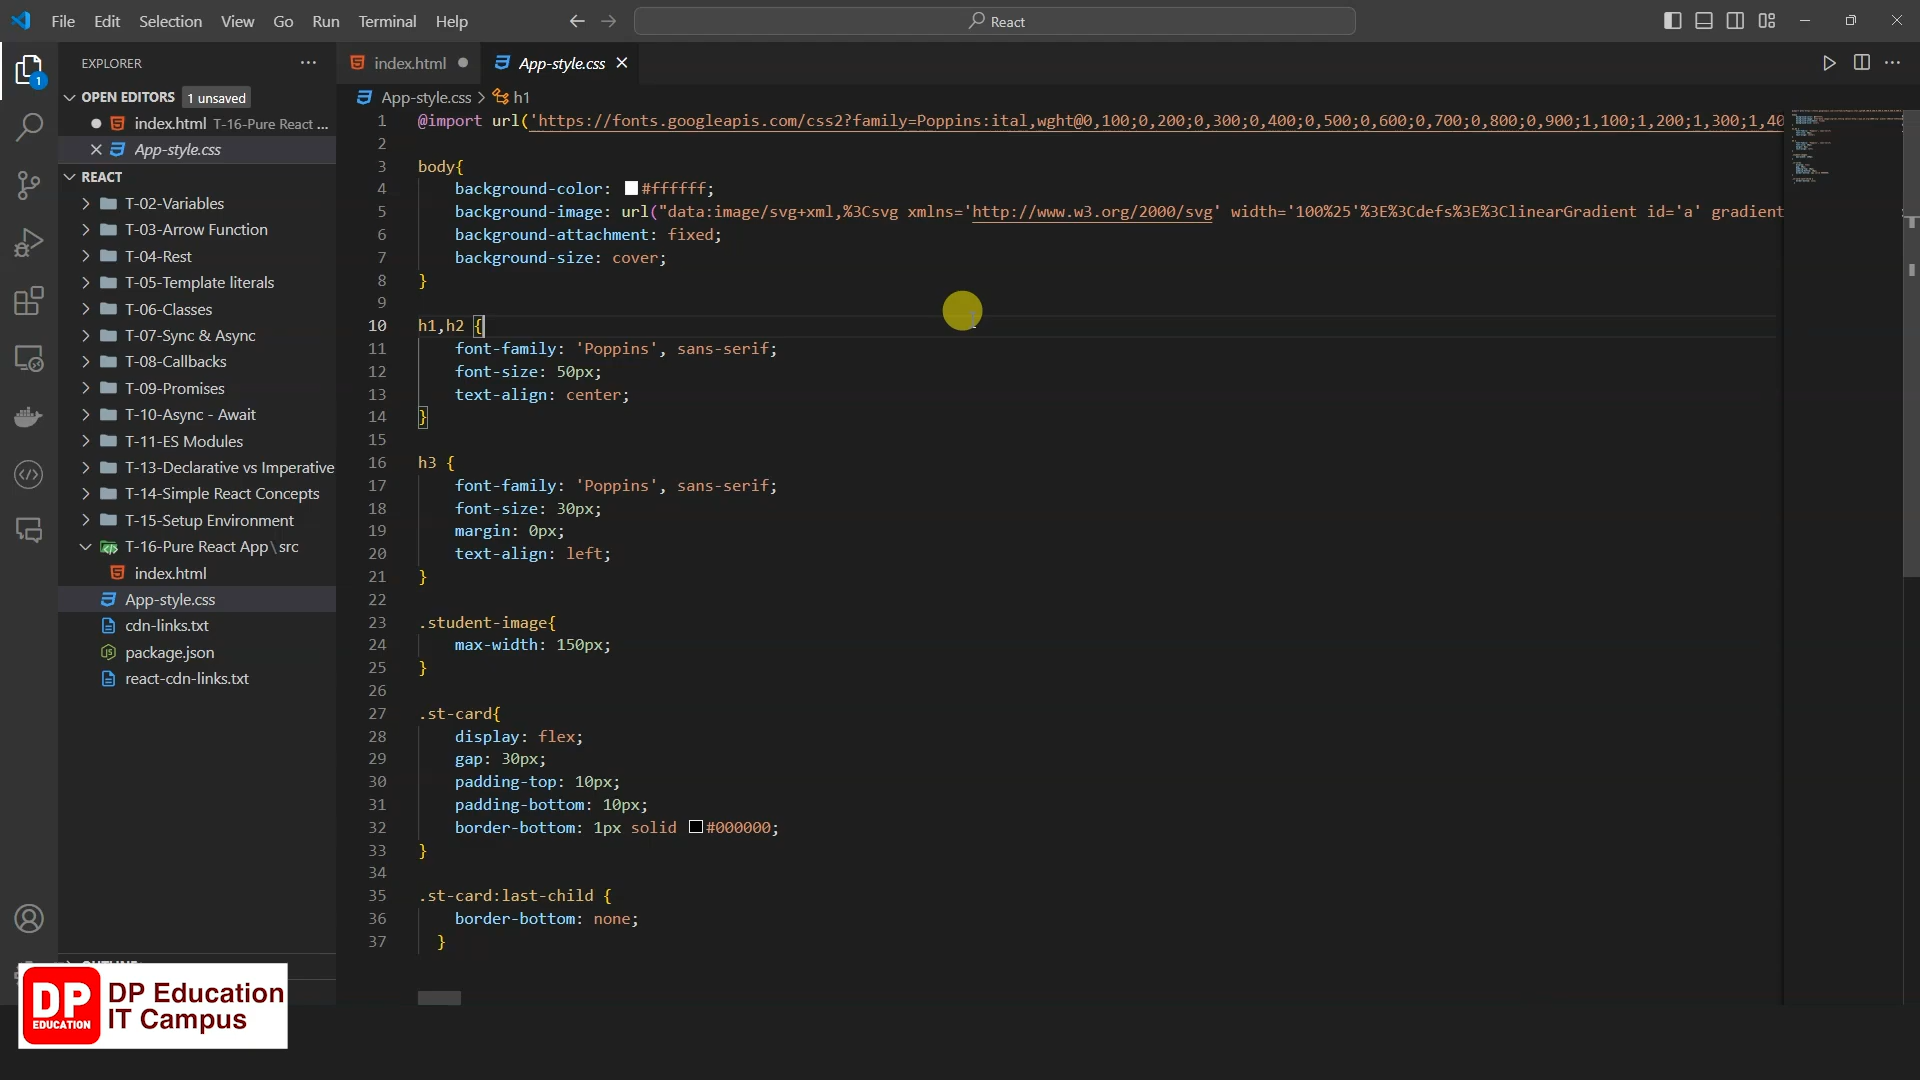 File Edit Selection View Go Run Terminal Help
React
EXPLORER
OPEN EDITORS 1 unsaved
index.html T-16-Pure React ...
App-style.css
REACT
T-02-Variables
T-03-Arrow Function
T-04-Rest
T-05-Template literals
T-06-Classes
T-07-Sync & Async
T-08-Callbacks
T-09-Promises
T-10-Async - Await
T-11-ES Modules
T-13-Declarative vs Imperative
T-14-Simple React Concepts
T-15-Setup Environment
T-16-Pure React App\src
index.html
App-style.css
cdn-links.txt
package.json
react-cdn-links.txt
index.html App-style.css
App-style.css > h1
1 @import url('https://fonts.googleapis.com/css2?family=Poppins:ital,wght@0,100;0,200;0,300;0,400;0,500;0,600;0,700;0,800;0,900;1,100;1,200;1,300;1,40
2
3 body{
4 background-color: #ffffff;
5 background-image: url("data:image/svg+xml,%3Csvg xmlns='http://www.w3.org/2000/svg' width='100%25'%3E%3Cdefs%3E%3ClinearGradient id='a' gradient
6 background-attachment: fixed;
7 background-size: cover;
8 }
9
10 h1,h2 {
11 font-family: 'Poppins', sans-serif;
12 font-size: 50px;
13 text-align: center;
14 }
15
16 h3 {
17 font-family: 'Poppins', sans-serif;
18 font-size: 30px;
19 margin: 0px;
20 text-align: left;
21 }
22
23 .student-image{
24 max-width: 150px;
25 }
26
27 .st-card{
28 display: flex;
29 gap: 30px;
30 padding-top: 10px;
31 padding-bottom: 10px;
32 border-bottom: 1px solid #000000;
33 }
34
35 .st-card:last-child {
36 border-bottom: none;
37 }
1
DP
EDUCATION
DP Education
IT Campus